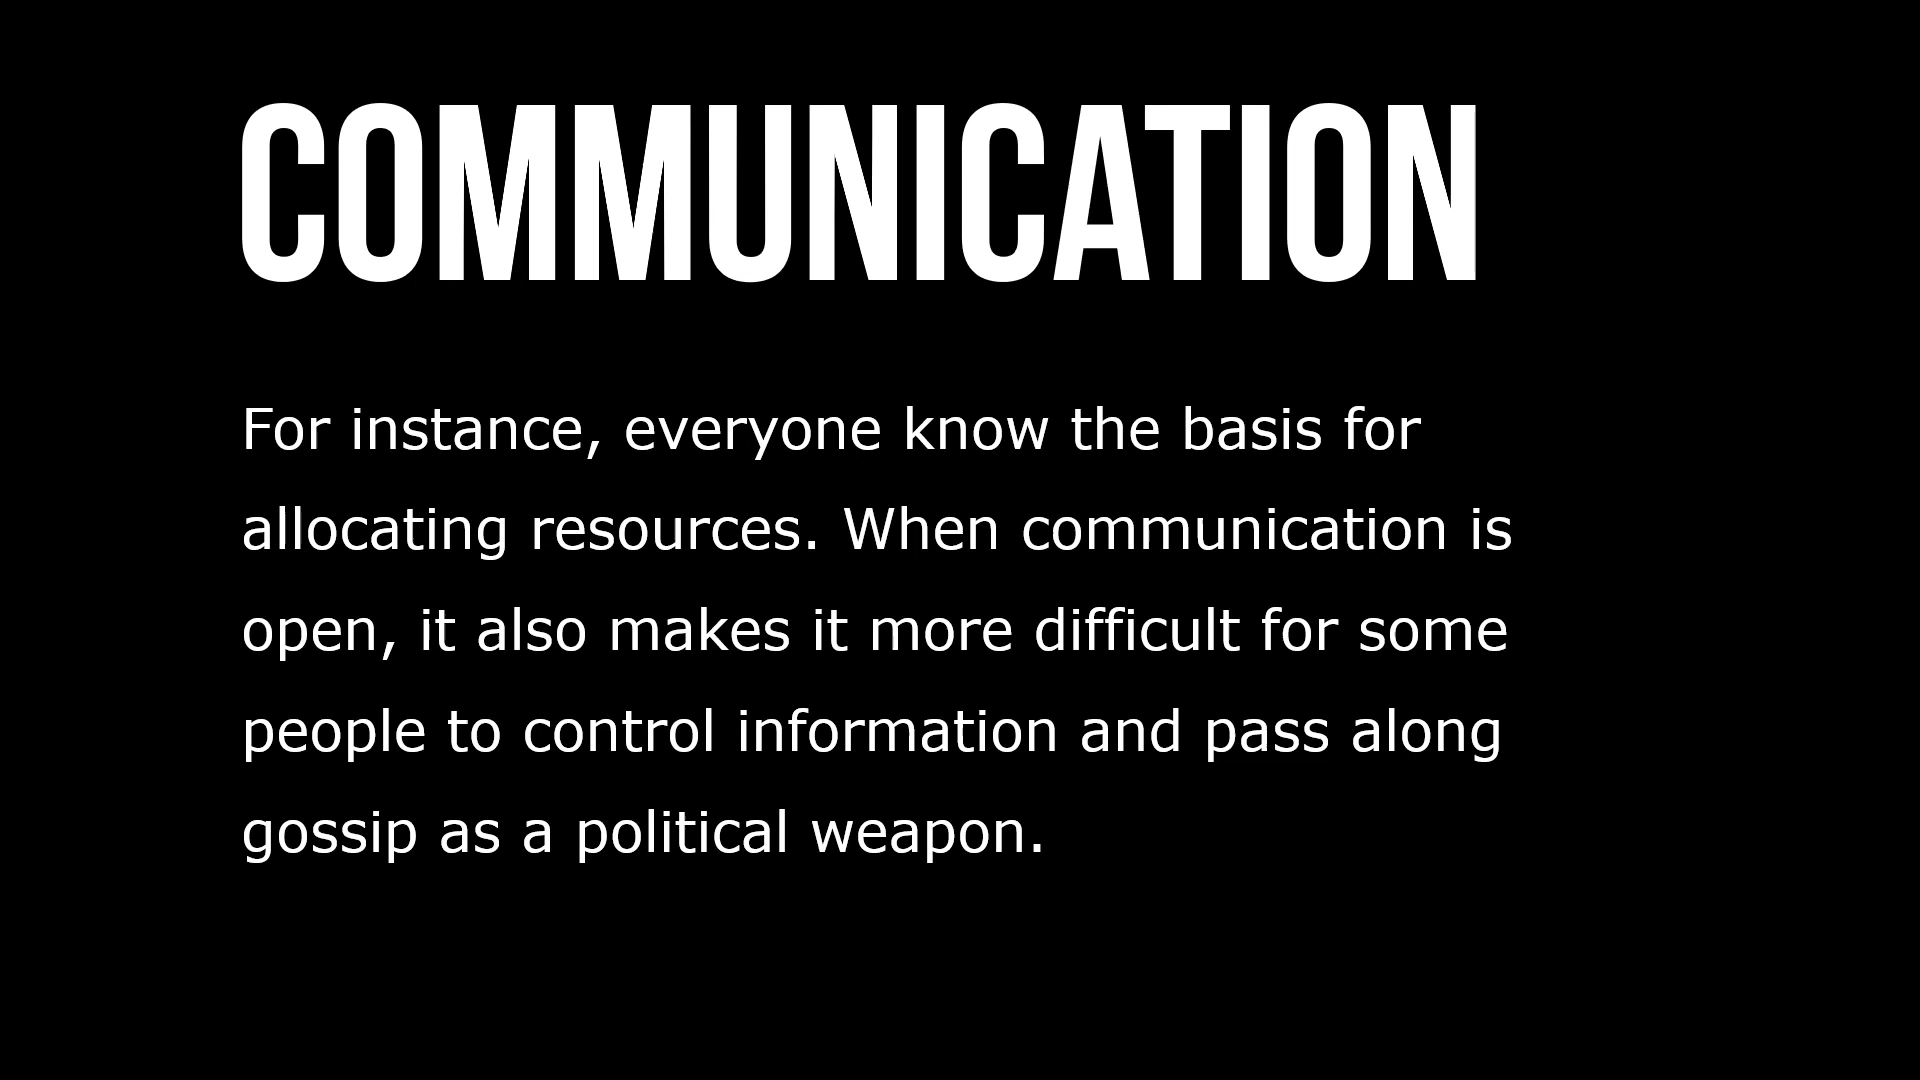 COMMUNICATION
For instance, everyone know the basis for
allocating resources. When communication is
open, it also makes it more difficult for some
people to control information and pass along
gossip as a political weapon.